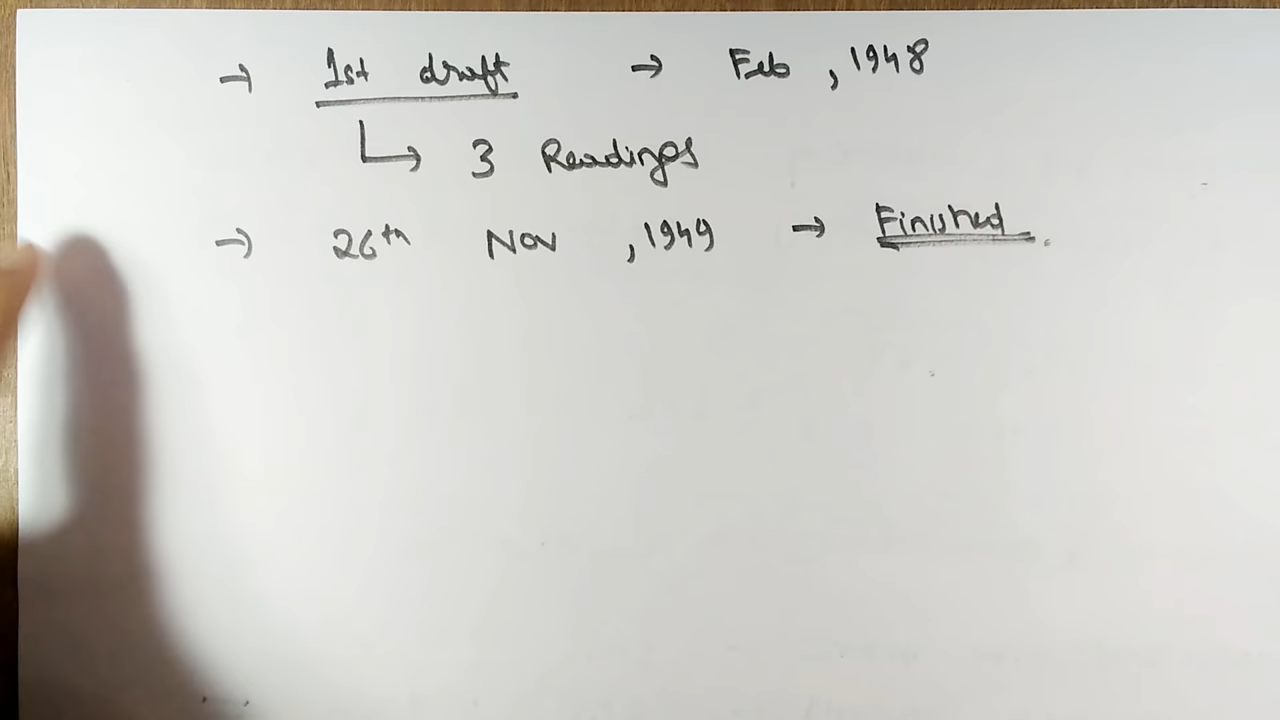 → 1st draft → Feb , 1948
↳ 3 Readings
→ 26th Nov , 1949 → Finished.